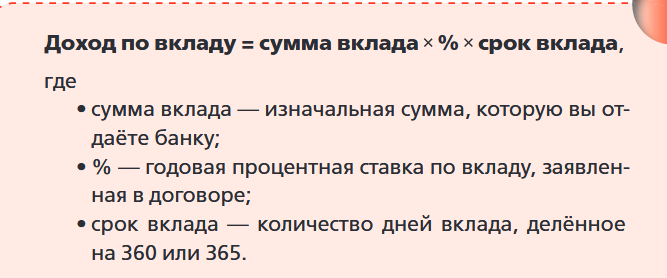 Доход по вкладу = сумма вклада × % × срок вклада,
где
• сумма вклада — изначальная сумма, которую вы от-
даёте банку;
• % — годовая процентная ставка по вкладу, заявлен-
ная в договоре;
• срок вклада — количество дней вклада, делённое
на 360 или 365.